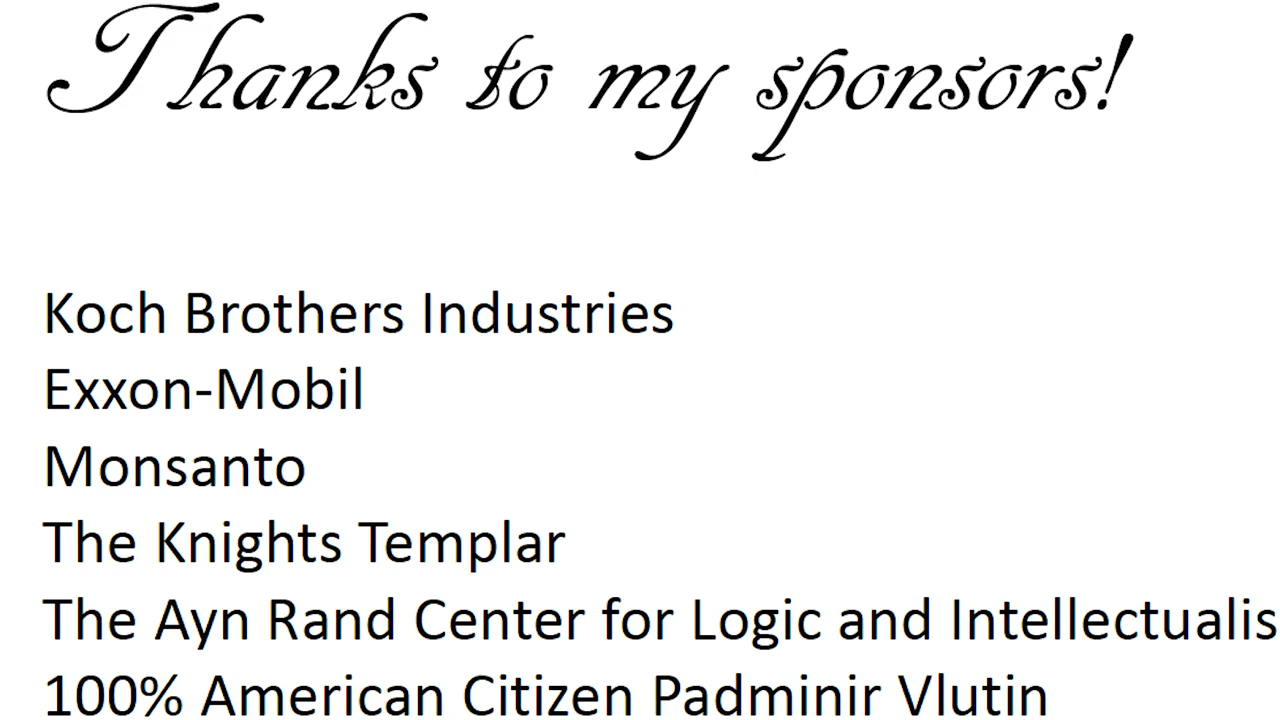 Thanks to my sponsors!
Koch Brothers Industries
Exxon-Mobil
Monsanto
The Knights Templar
The Ayn Rand Center for Logic and Intellectualis
100% American Citizen Padminir Vlutin